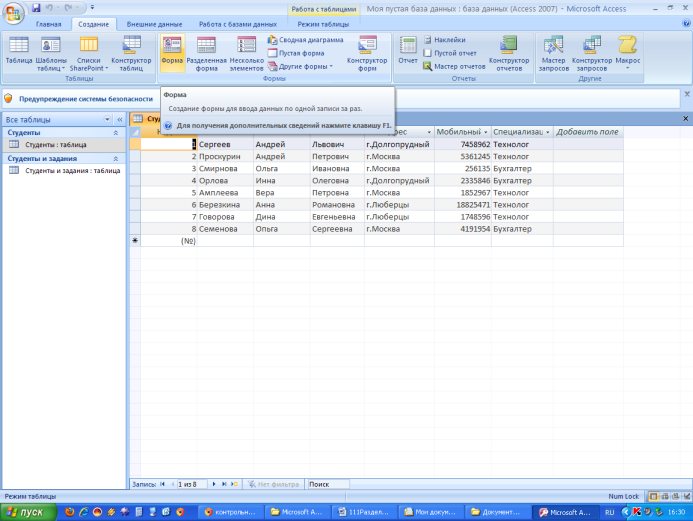 Работа с таблицами Моя пустая база данных : база данных (Access 2007) - Microsoft Access
Главная Создание Внешние данные Работа с базами данных Режим таблицы
Таблица Шаблоны таблиц Списки SharePoint Конструктор таблиц
Таблицы
Форма Разделенная форма Несколько элементов
Сводная диаграмма
Пустая форма
Другие формы
Конструктор форм
Формы
Отчет
Наклейки
Пустой отчет
Мастер отчетов
Конструктор отчетов
Отчеты
Мастер запросов Конструктор запросов Макрос
Другие
Предупреждение системы безопасности
Форма
Создание формы для ввода данных по одной записи за раз.
Для получения дополнительных сведений нажмите клавишу F1.
Все таблицы
Студенты
Студенты : таблица
Студенты и задания
Студенты и задания : таблица
Мобильный Специализац Добавить поле
1 Сергеев Андрей Львович г.Долгопрудный 7458962 Технолог
2 Проскурин Андрей Петрович г.Москва 5361245 Технолог
3 Смирнова Ольга Ивановна г.Москва 256135 Бухгалтер
4 Орлова Инна Олеговна г.Долгопрудный 2335846 Технолог
5 Амплеева Вера Петровна г.Москва 1852967 Технолог
6 Березкина Анна Романовна г.Люберцы 18825471 Технолог
7 Говорова Дина Евгеньевна г.Люберцы 1748596 Технолог
8 Семенова Ольга Сергеевна г.Москва 4191954 Бухгалтер
(№)
Запись: 1 из 8 Нет фильтра Поиск
Режим таблицы Num Lock
пуск контрольн... Microsoft A... 111Раздел... Мои докум... Документ... Microsoft A... RU 16:30